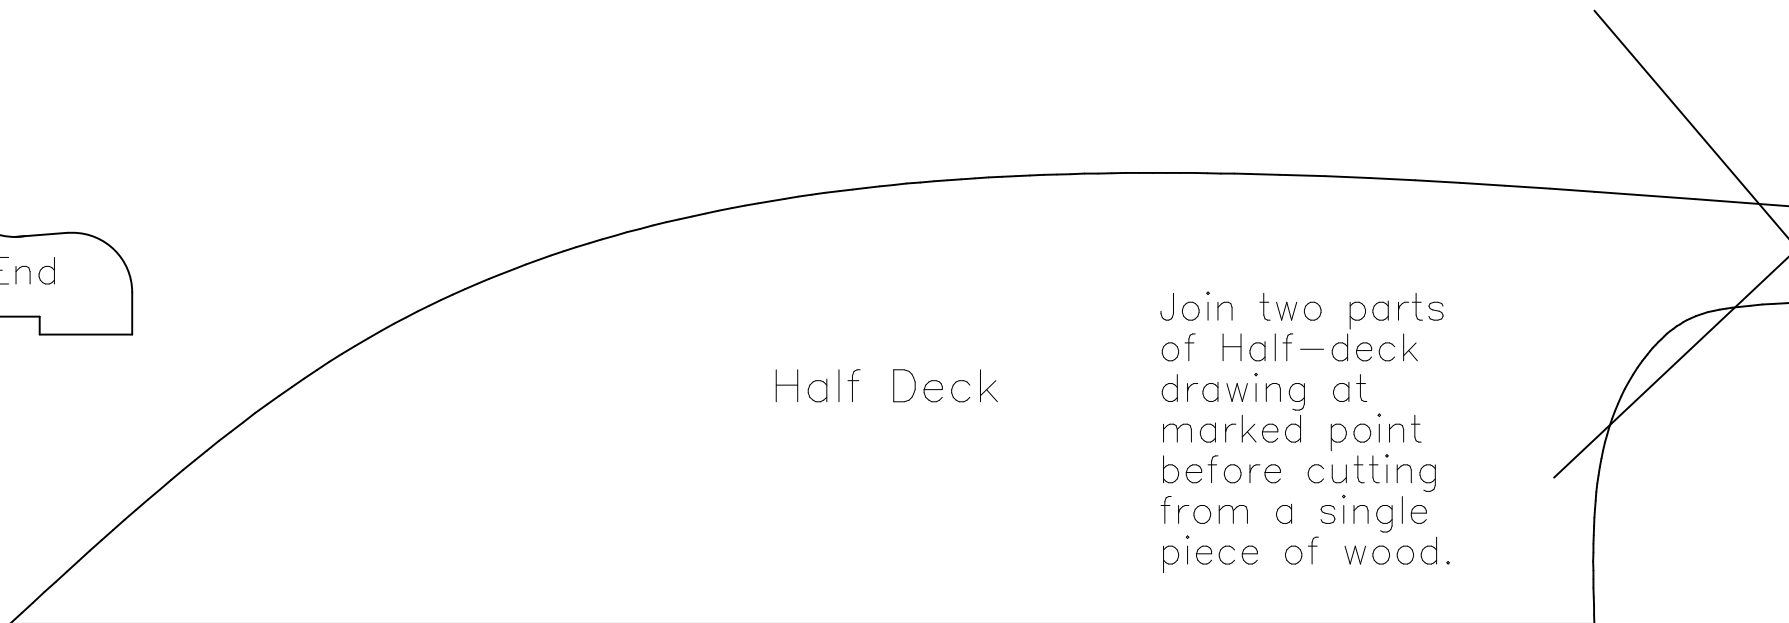 End
Half Deck
Join two parts
of Half-deck
drawing at
marked point
before cutting
from a single
piece of wood.